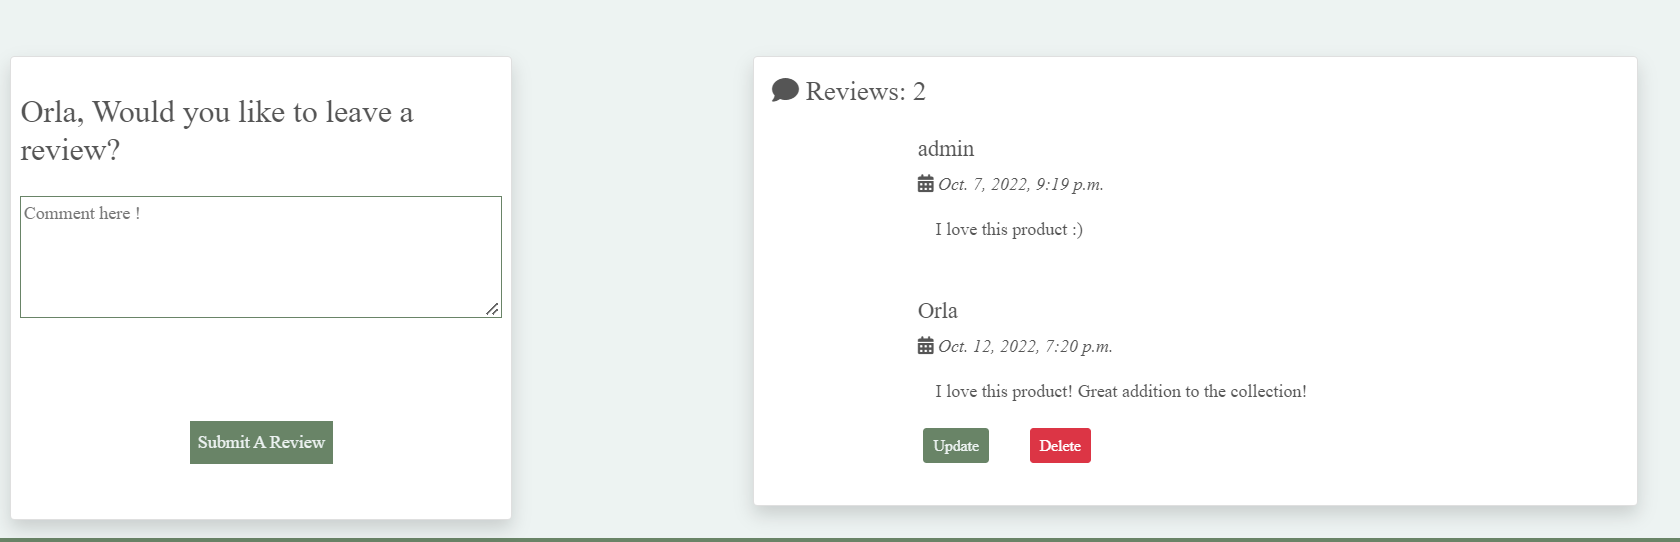 Orla, Would you like to leave a
review?
Comment here !
Submit A Review
Reviews: 2
admin
Oct. 7, 2022, 9:19 p.m.
I love this product :)
Orla
Oct. 12, 2022, 7:20 p.m.
I love this product! Great addition to the collection!
Update
Delete